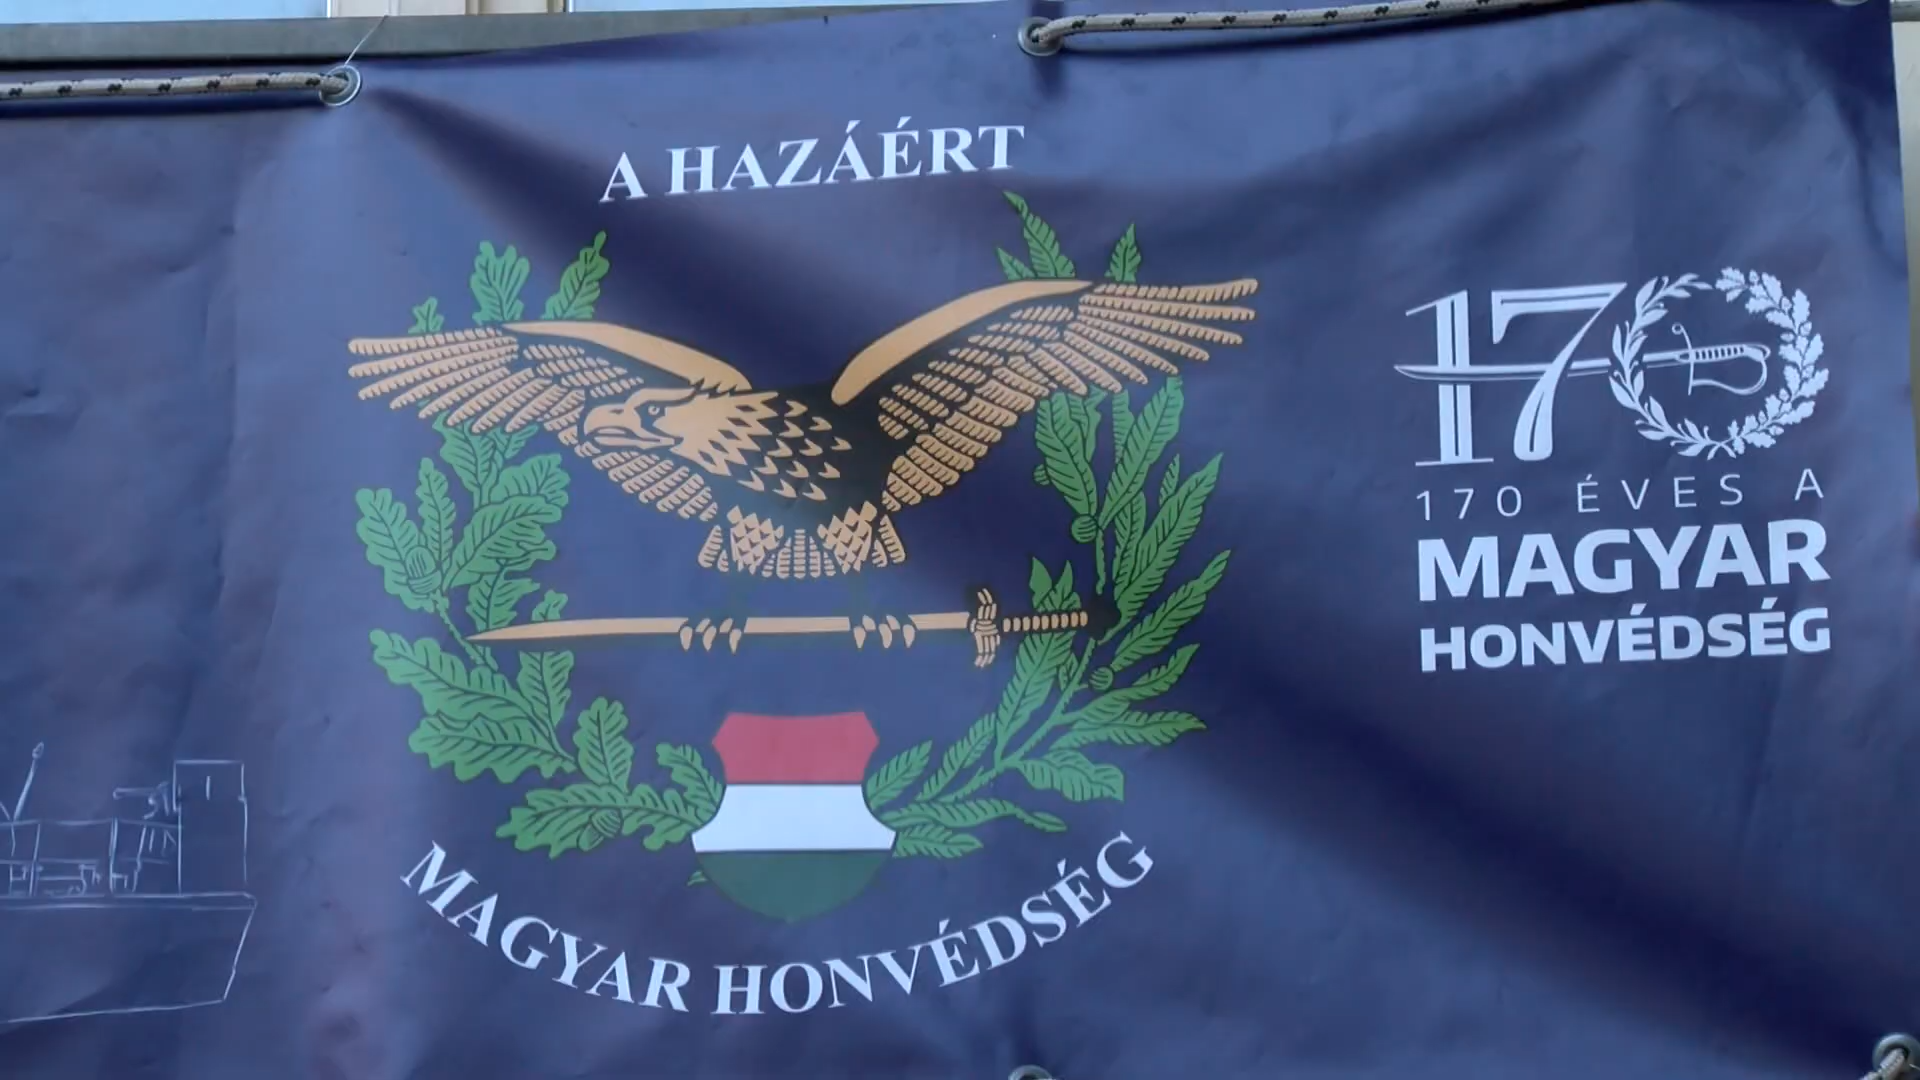 A HAZÁÉRT
MAGYAR HONVÉDSÉG
170
170 ÉVES A
MAGYAR
HONVÉDSÉG